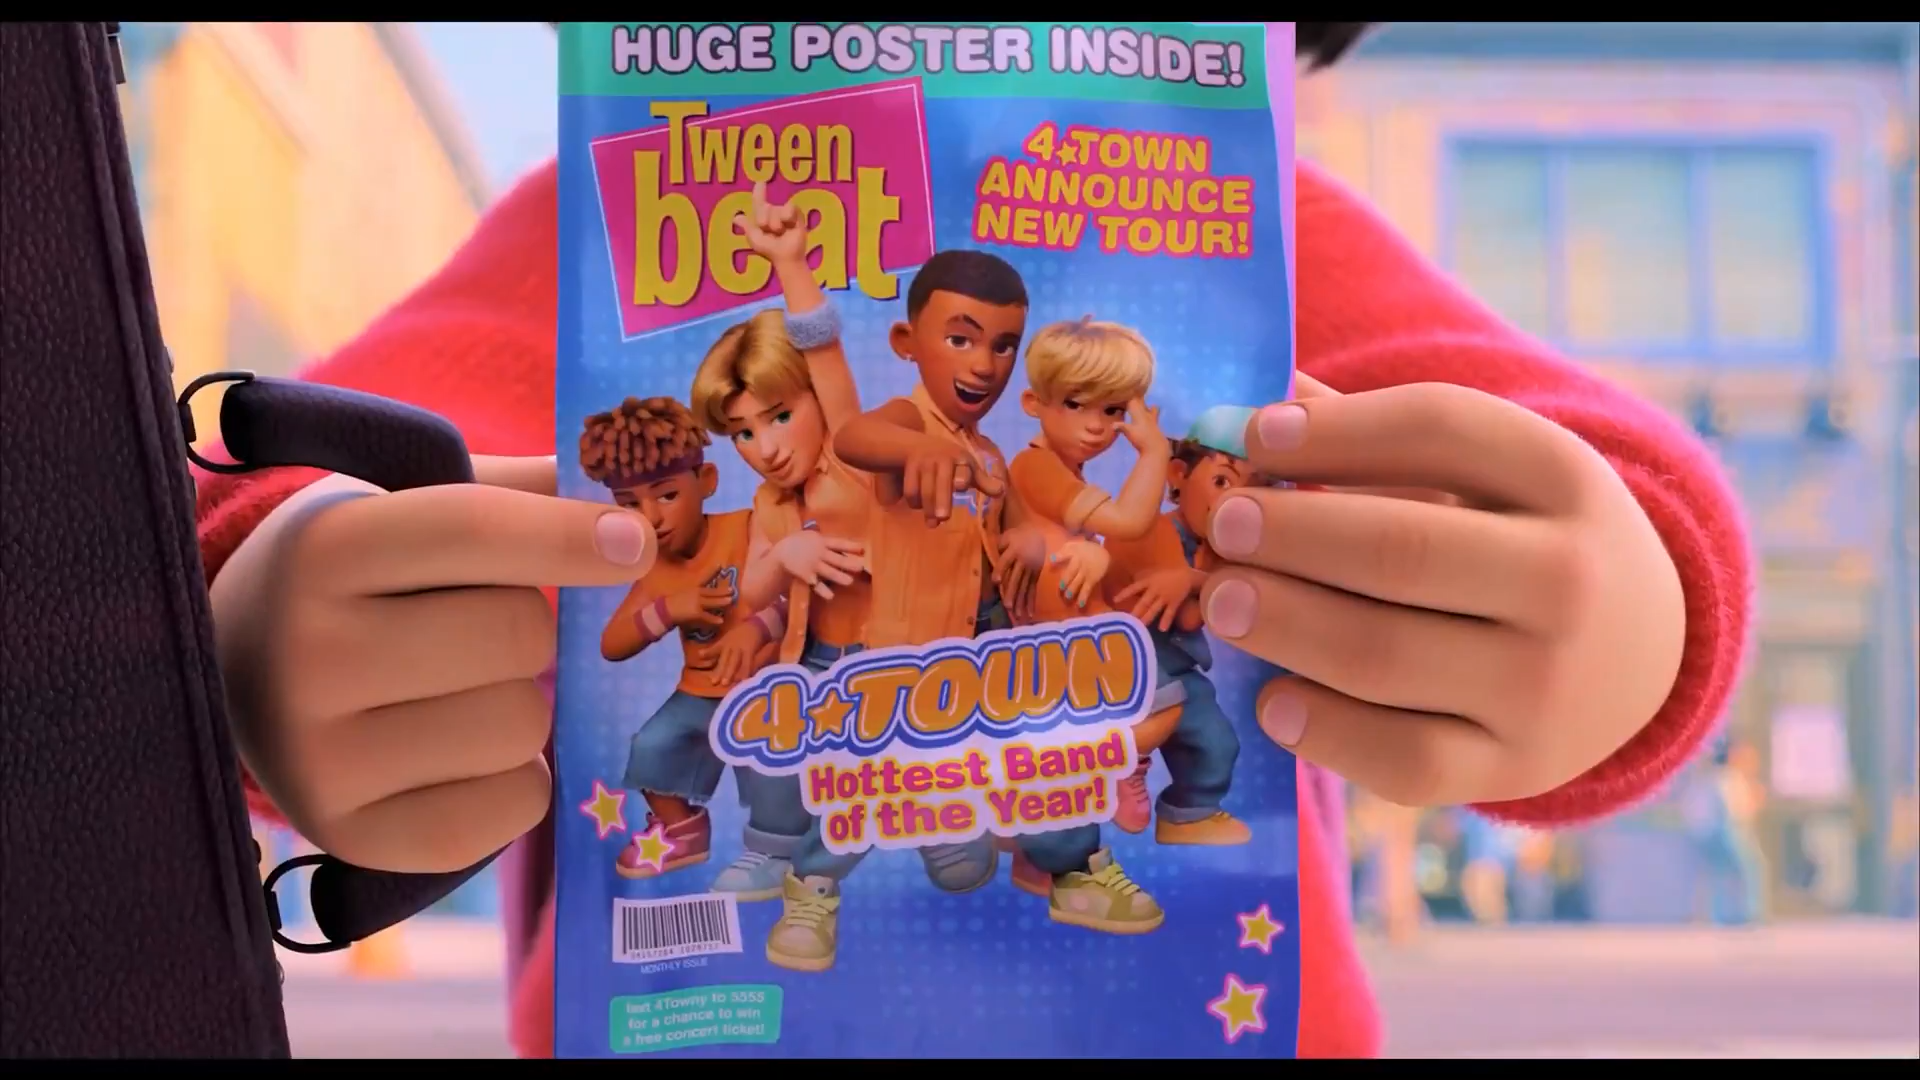 HUGE POSTER INSIDE!
Tween
beat
4★TOWN
ANNOUNCE
NEW TOUR!
4★TOWN
Hottest Band
of the Year!
MONTHLY ISSUE
text 4Towny to 5555
for a chance to win
a free concert ticket!